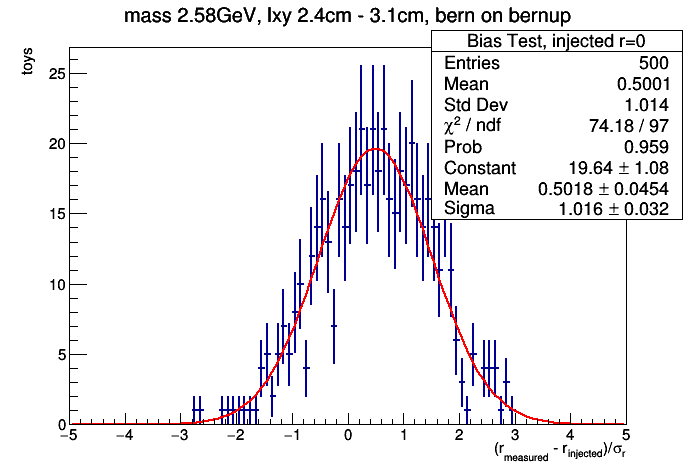 mass 2.58GeV, lxy 2.4cm - 3.1cm, bern on bernup
toys
Bias Test, injected r=0
Entries 500
Mean 0.5001
Std Dev 1.014
χ² / ndf 74.18 / 97
Prob 0.959
Constant 19.64 ± 1.08
Mean 0.5018 ± 0.0454
Sigma 1.016 ± 0.032
25
20
15
10
5
0
−5 −4 −3 −2 −1 0 1 2 3 4 5
(r_measured - r_injected)/σ_r